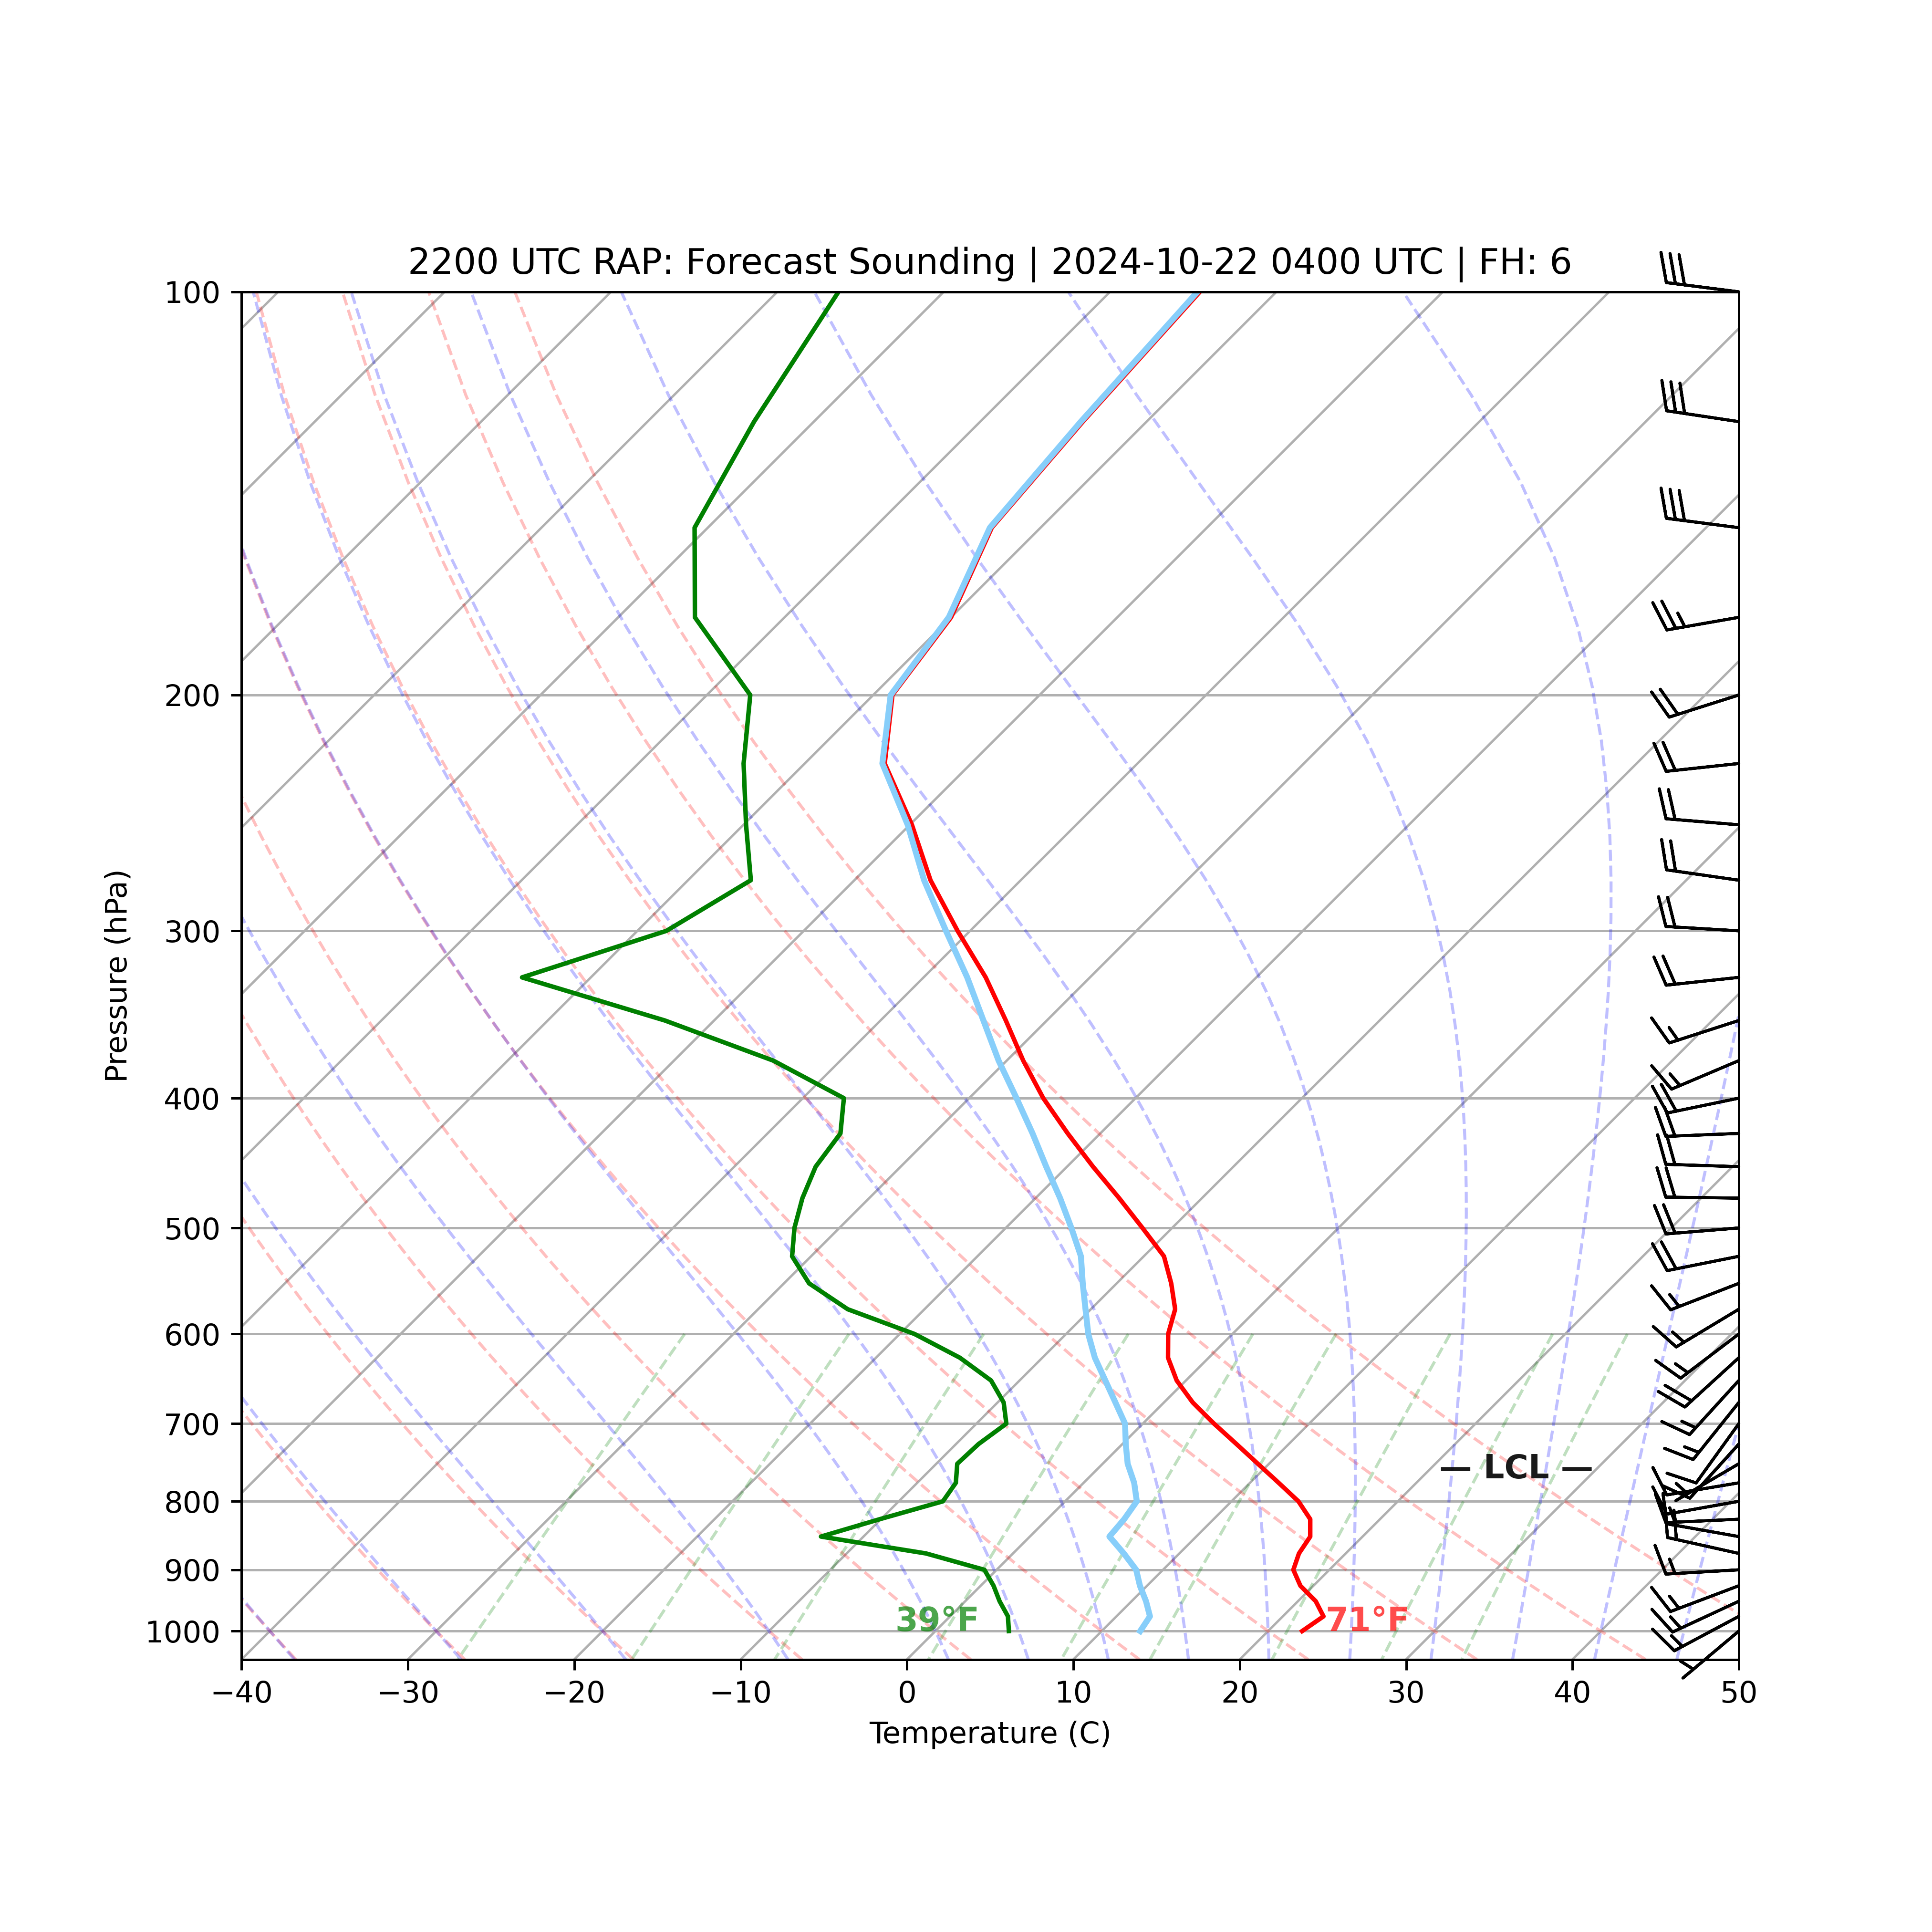 2200 UTC RAP: Forecast Sounding | 2024-10-22 0400 UTC | FH: 6
100
200
300
400
500
600
700
800
900
1000
Pressure (hPa)
— LCL —
39°F
71°F
−40 −30 −20 −10 0 10 20 30 40 50
Temperature (C)